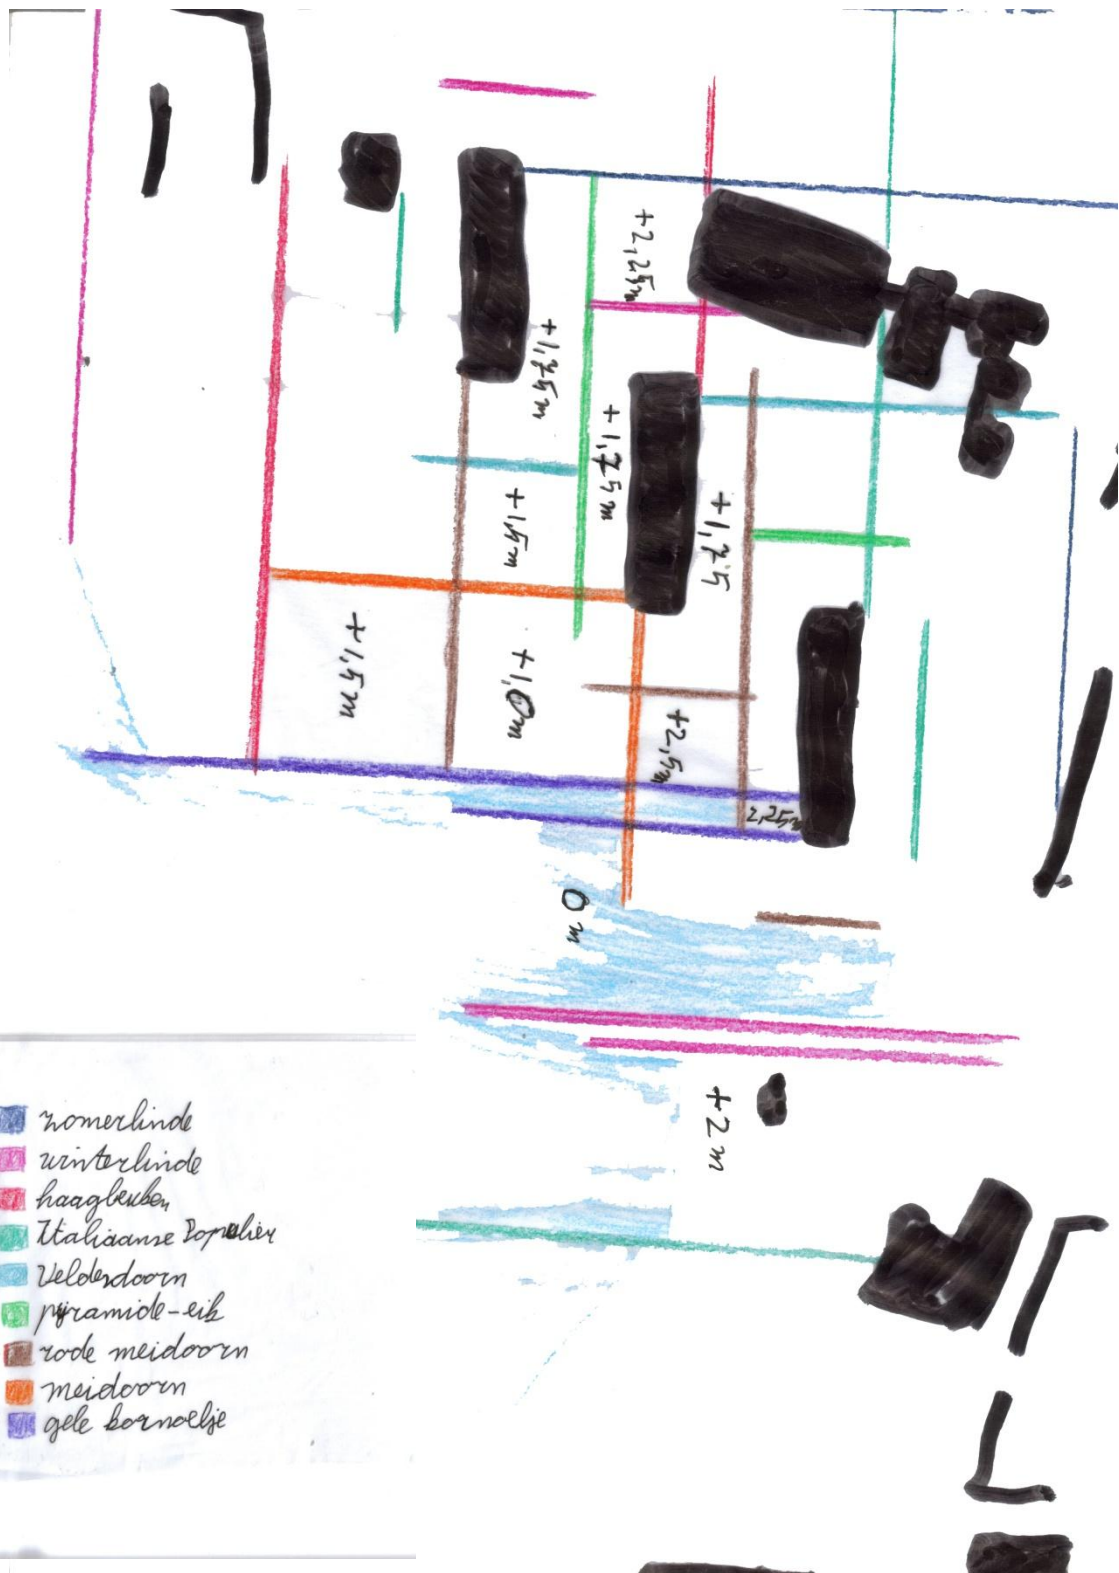 +2,25m
+1,75m
+1,75m
+1,75
+1,5m
+1,5m
+1,0m
+2,5m
2,25m
0 m
+2m
zomerlinde
winterlinde
haagbeuken
Italiaanse Populier
Veldesdoorn
pyramide-eik
rode meidoorn
meidoorn
gele kornoelje